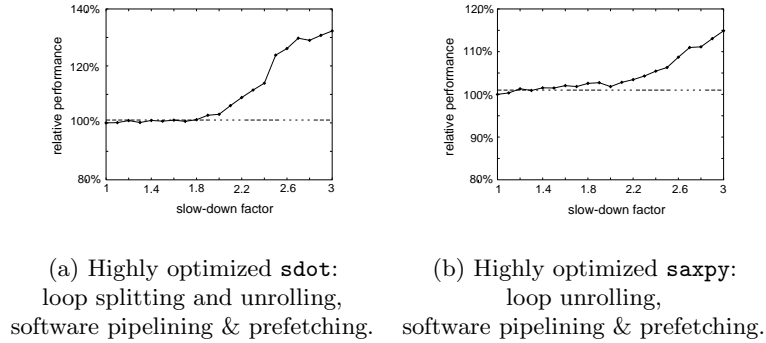 140%
120%
100%
80%
relative performance
1
1.4
1.8
2.2
2.6
3
slow-down factor
120%
110%
100%
90%
80%
relative performance
1
1.4
1.8
2.2
2.6
3
slow-down factor
(a) Highly optimized sdot:
loop splitting and unrolling,
software pipelining & prefetching.
(b) Highly optimized saxpy:
loop unrolling,
software pipelining & prefetching.